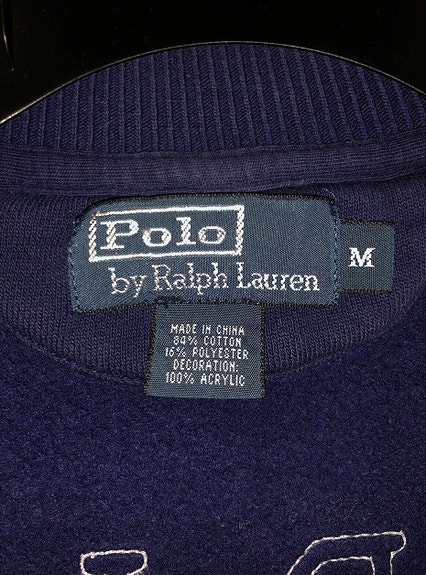 Polo
by Ralph Lauren
M
MADE IN CHINA
84% COTTON
16% POLYESTER
DECORATION:
100% ACRYLIC